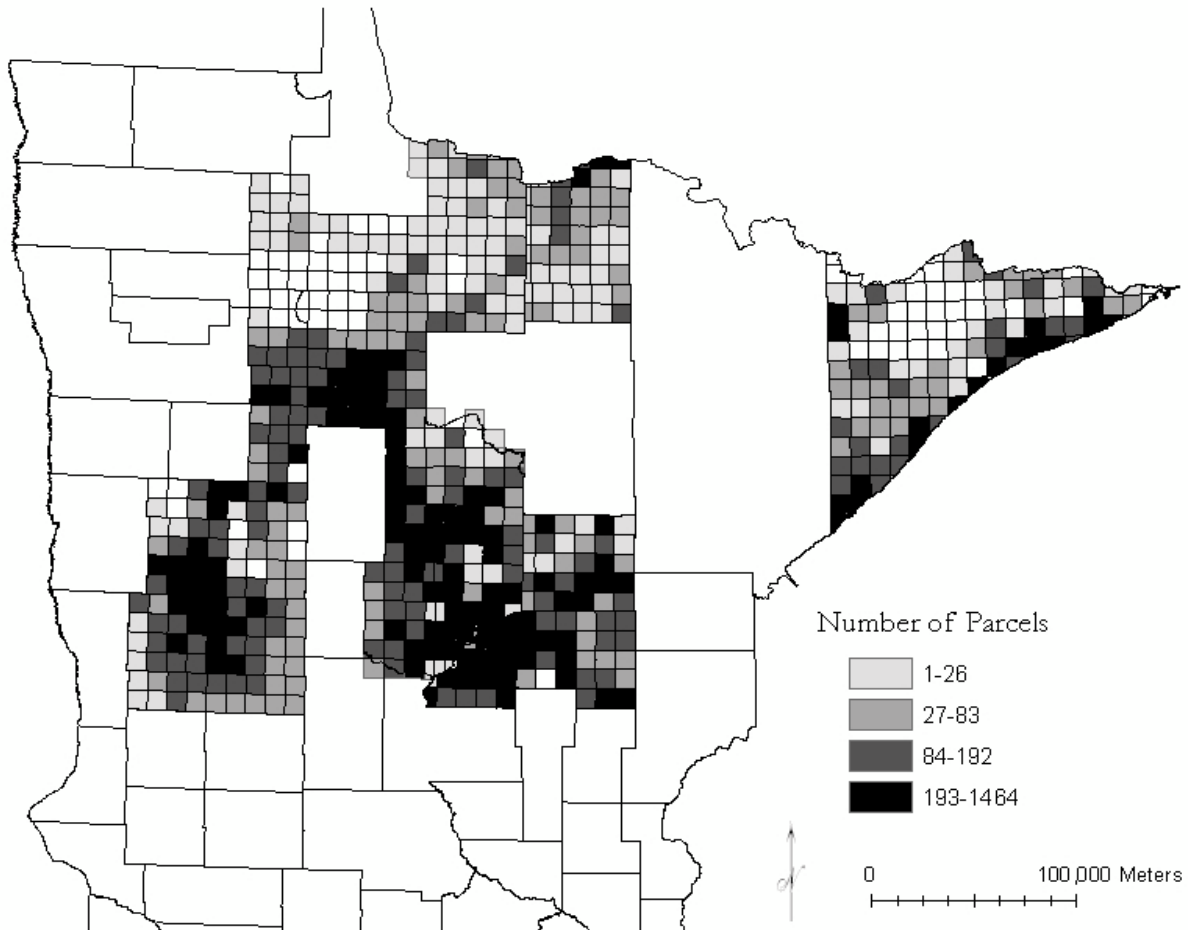 Number of Parcels
1-26
27-83
84-192
193-1464
N
0 100,000 Meters